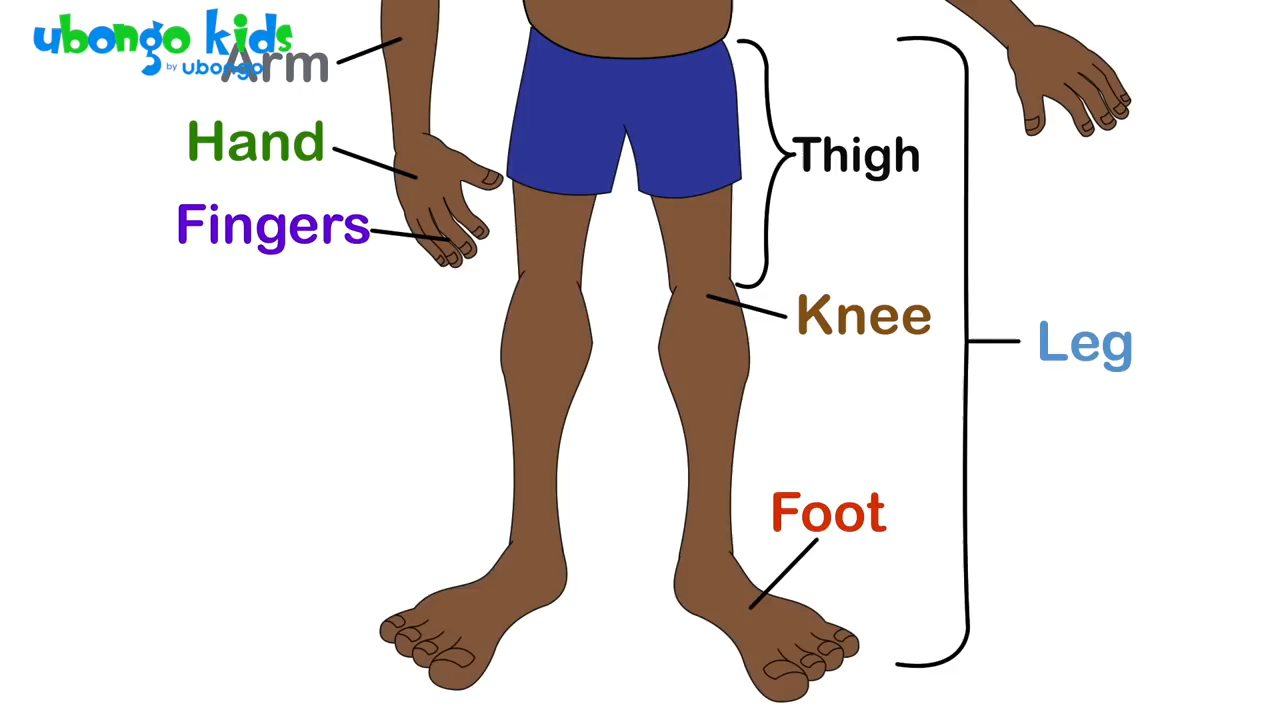 ubongo kids
by ubongo
Arm
Hand
Fingers
Thigh
Knee
Leg
Foot